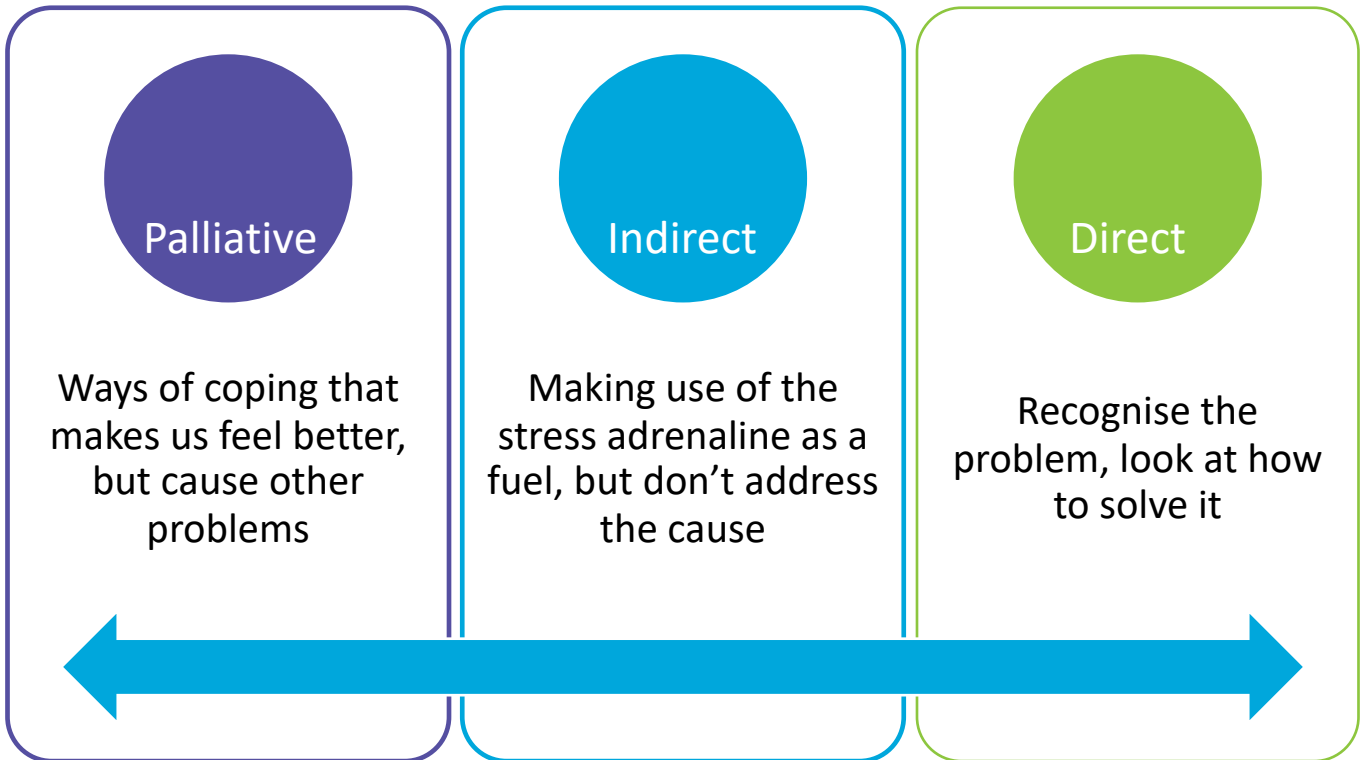 Palliative
Ways of coping that
makes us feel better,
but cause other
problems
Indirect
Making use of the
stress adrenaline as a
fuel, but don’t address
the cause
Direct
Recognise the
problem, look at how
to solve it